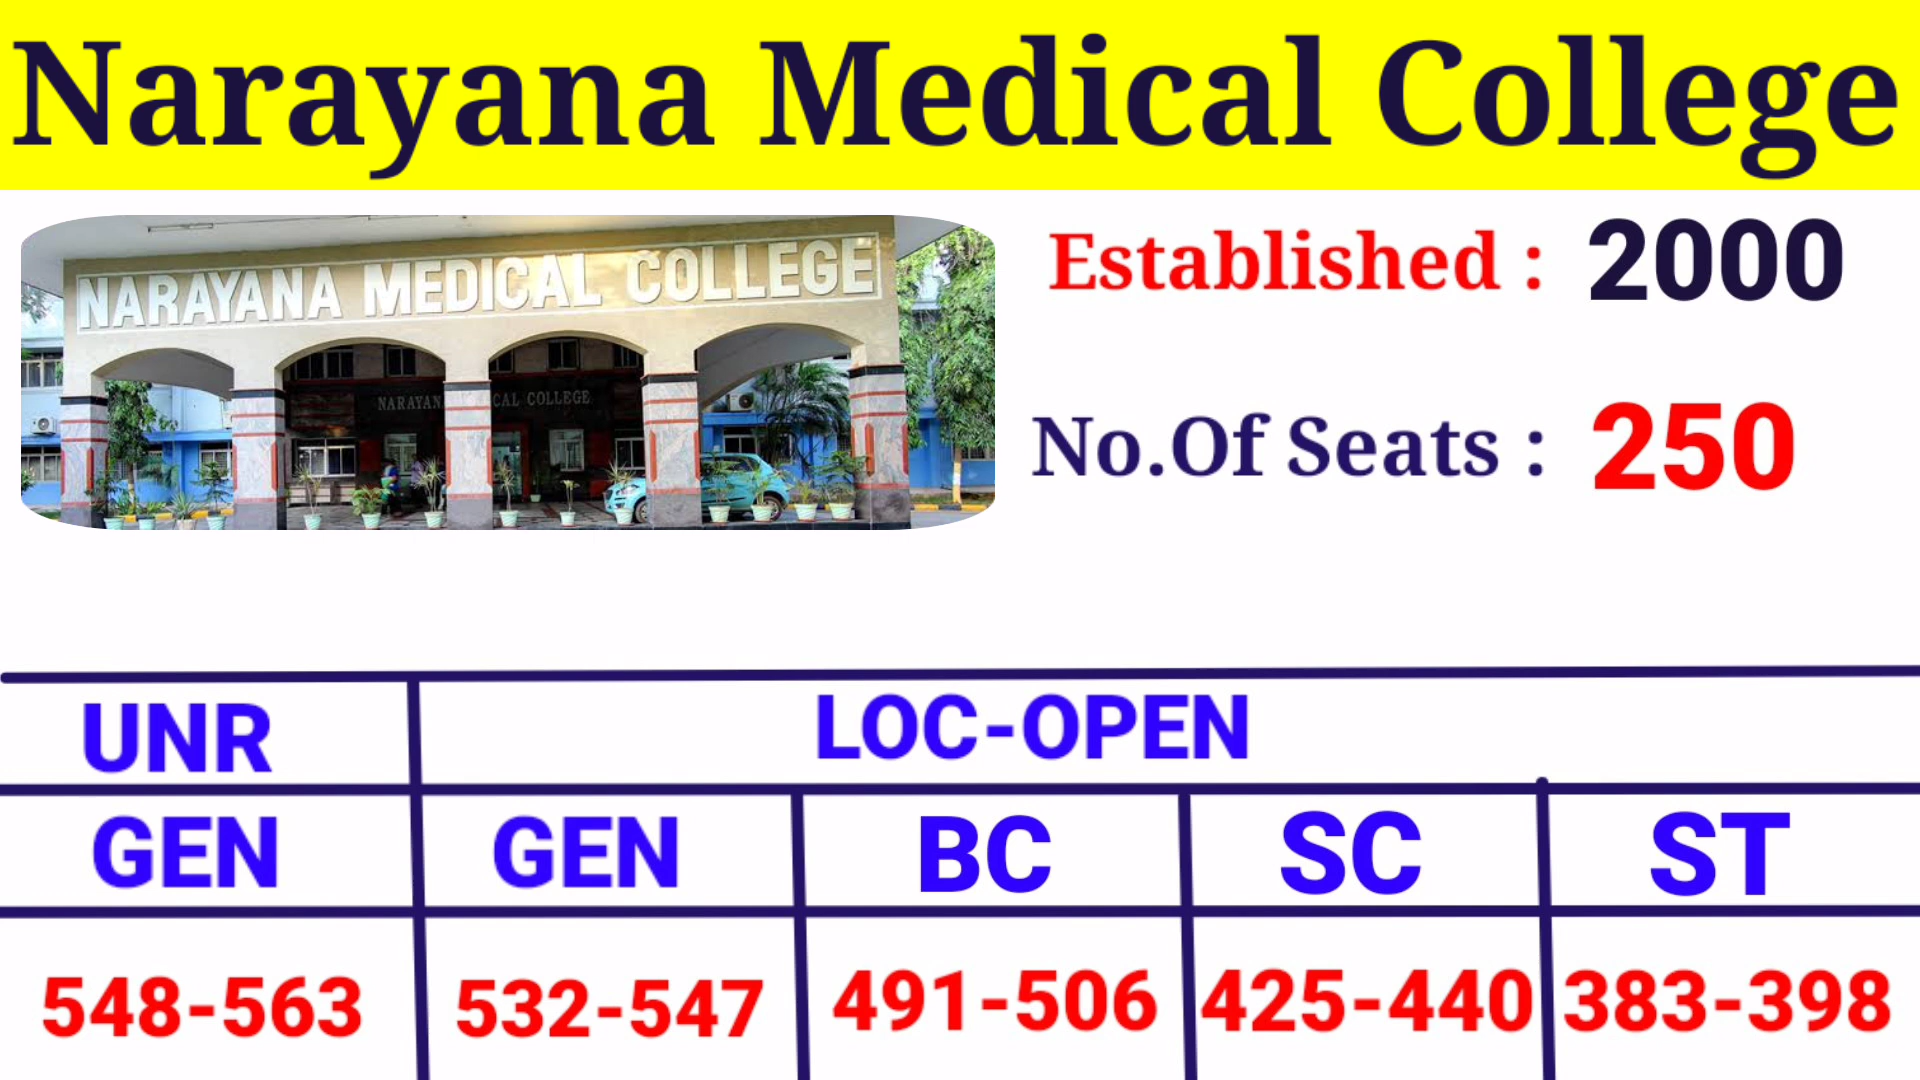 Narayana Medical College
NARAYANA MEDICAL COLLEGE
NARAYAN CAL COLLEGE
Established : 2000
No.Of Seats : 250
UNR LOC-OPEN
GEN GEN BC SC ST
548-563 532-547 491-506 425-440 383-398